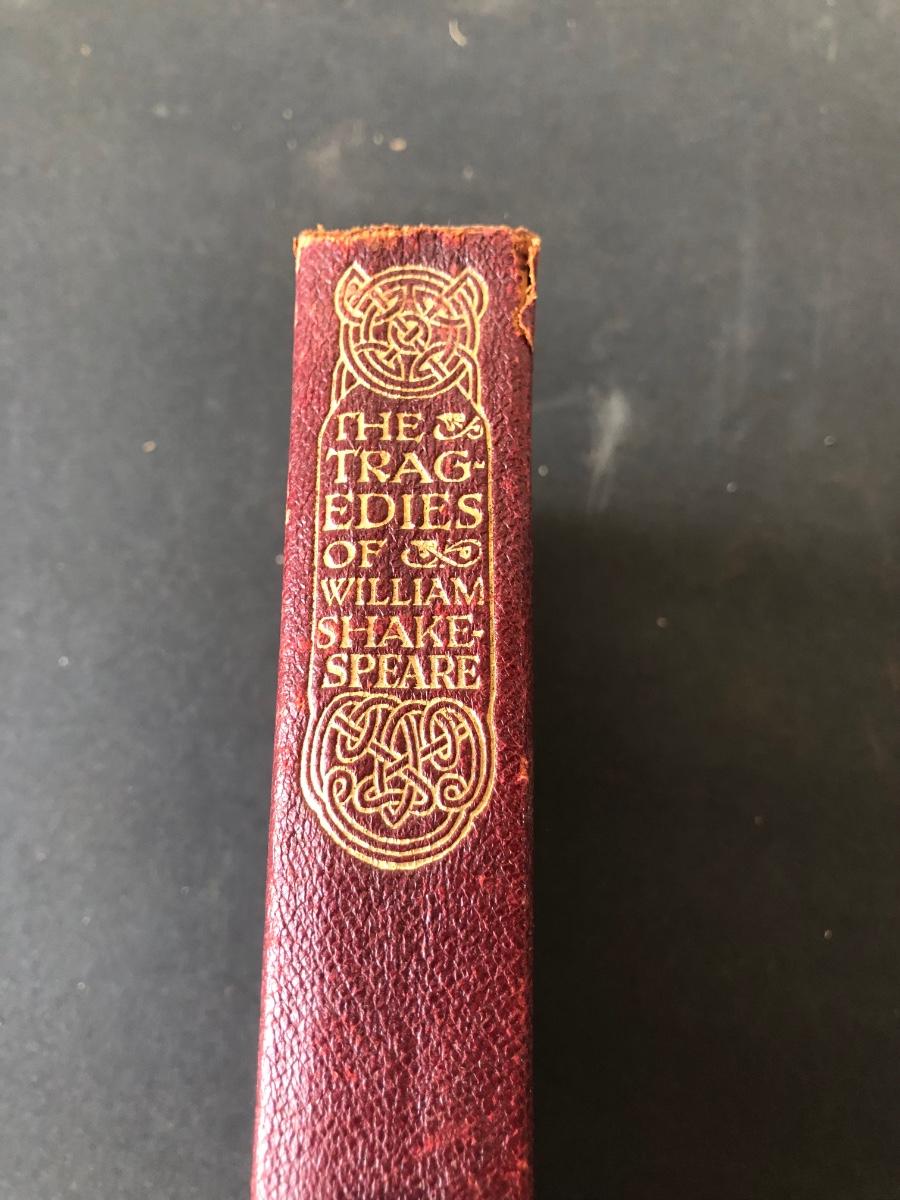 THE
TRAG-
EDIES
OF
WILLIAM
SHAKE-
SPEARE